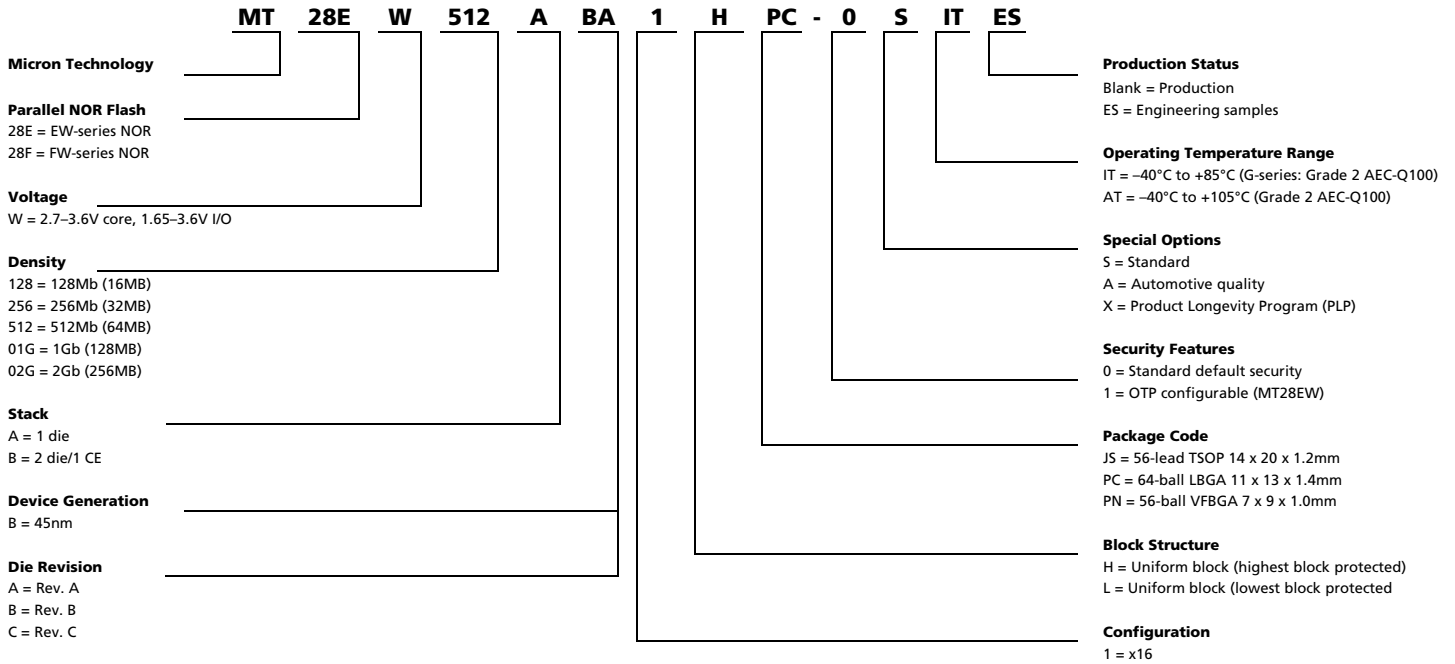 MT 28E W 512 A BA 1 H PC - 0 S IT ES
Micron Technology
Parallel NOR Flash
28E = EW-series NOR
28F = FW-series NOR
Voltage
W = 2.7–3.6V core, 1.65–3.6V I/O
Density
128 = 128Mb (16MB)
256 = 256Mb (32MB)
512 = 512Mb (64MB)
01G = 1Gb (128MB)
02G = 2Gb (256MB)
Stack
A = 1 die
B = 2 die/1 CE
Device Generation
B = 45nm
Die Revision
A = Rev. A
B = Rev. B
C = Rev. C
Production Status
Blank = Production
ES = Engineering samples
Operating Temperature Range
IT = –40°C to +85°C (G-series: Grade 2 AEC-Q100)
AT = –40°C to +105°C (Grade 2 AEC-Q100)
Special Options
S = Standard
A = Automotive quality
X = Product Longevity Program (PLP)
Security Features
0 = Standard default security
1 = OTP configurable (MT28EW)
Package Code
JS = 56-lead TSOP 14 x 20 x 1.2mm
PC = 64-ball LBGA 11 x 13 x 1.4mm
PN = 56-ball VFBGA 7 x 9 x 1.0mm
Block Structure
H = Uniform block (highest block protected)
L = Uniform block (lowest block protected
Configuration
1 = x16